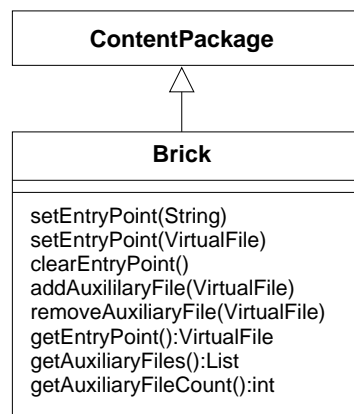 ContentPackage
Brick
setEntryPoint(String)
setEntryPoint(VirtualFile)
clearEntryPoint()
addAuxililaryFile(VirtualFile)
removeAuxiliaryFile(VirtualFile)
getEntryPoint():VirtualFile
getAuxiliaryFiles():List
getAuxiliaryFileCount():int